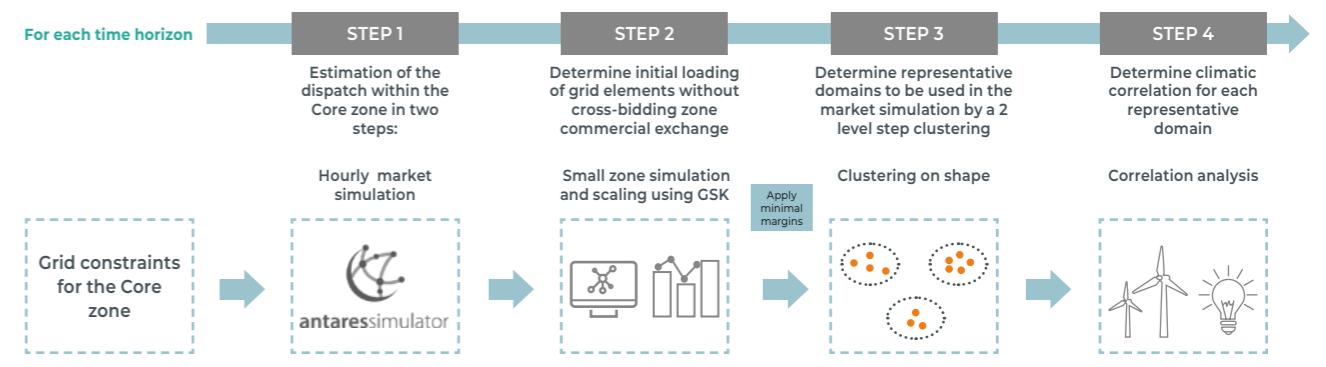 For each time horizon
STEP 1
STEP 2
STEP 3
STEP 4
Estimation of the
dispatch within the
Core zone in two
steps:
Determine initial loading
of grid elements without
cross-bidding zone
commercial exchange
Determine representative
domains to be used in the
market simulation by a 2
level step clustering
Determine climatic
correlation for each
representative
domain
Hourly market
simulation
Small zone simulation
and scaling using GSK
Apply
minimal
margins
Clustering on shape
Correlation analysis
Grid constraints
for the Core
zone
antaressimulator